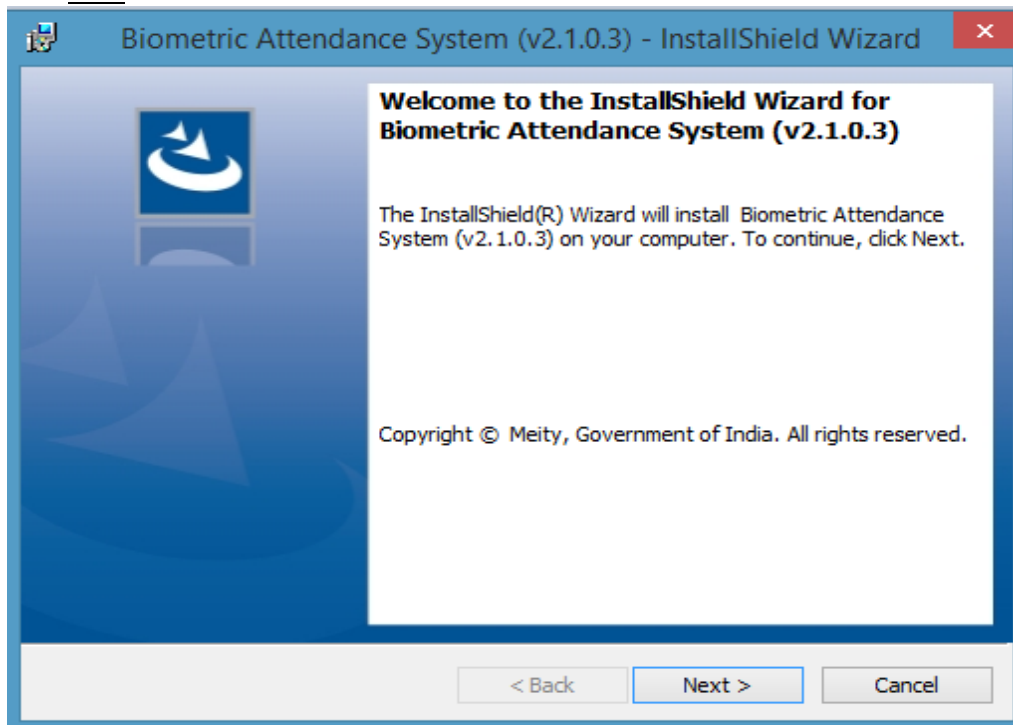 Biometric Attendance System (v2.1.0.3) - InstallShield Wizard
Welcome to the InstallShield Wizard for
Biometric Attendance System (v2.1.0.3)
The InstallShield(R) Wizard will install Biometric Attendance
System (v2.1.0.3) on your computer. To continue, click Next.
Copyright © Meity, Government of India. All rights reserved.
< Back
Next >
Cancel